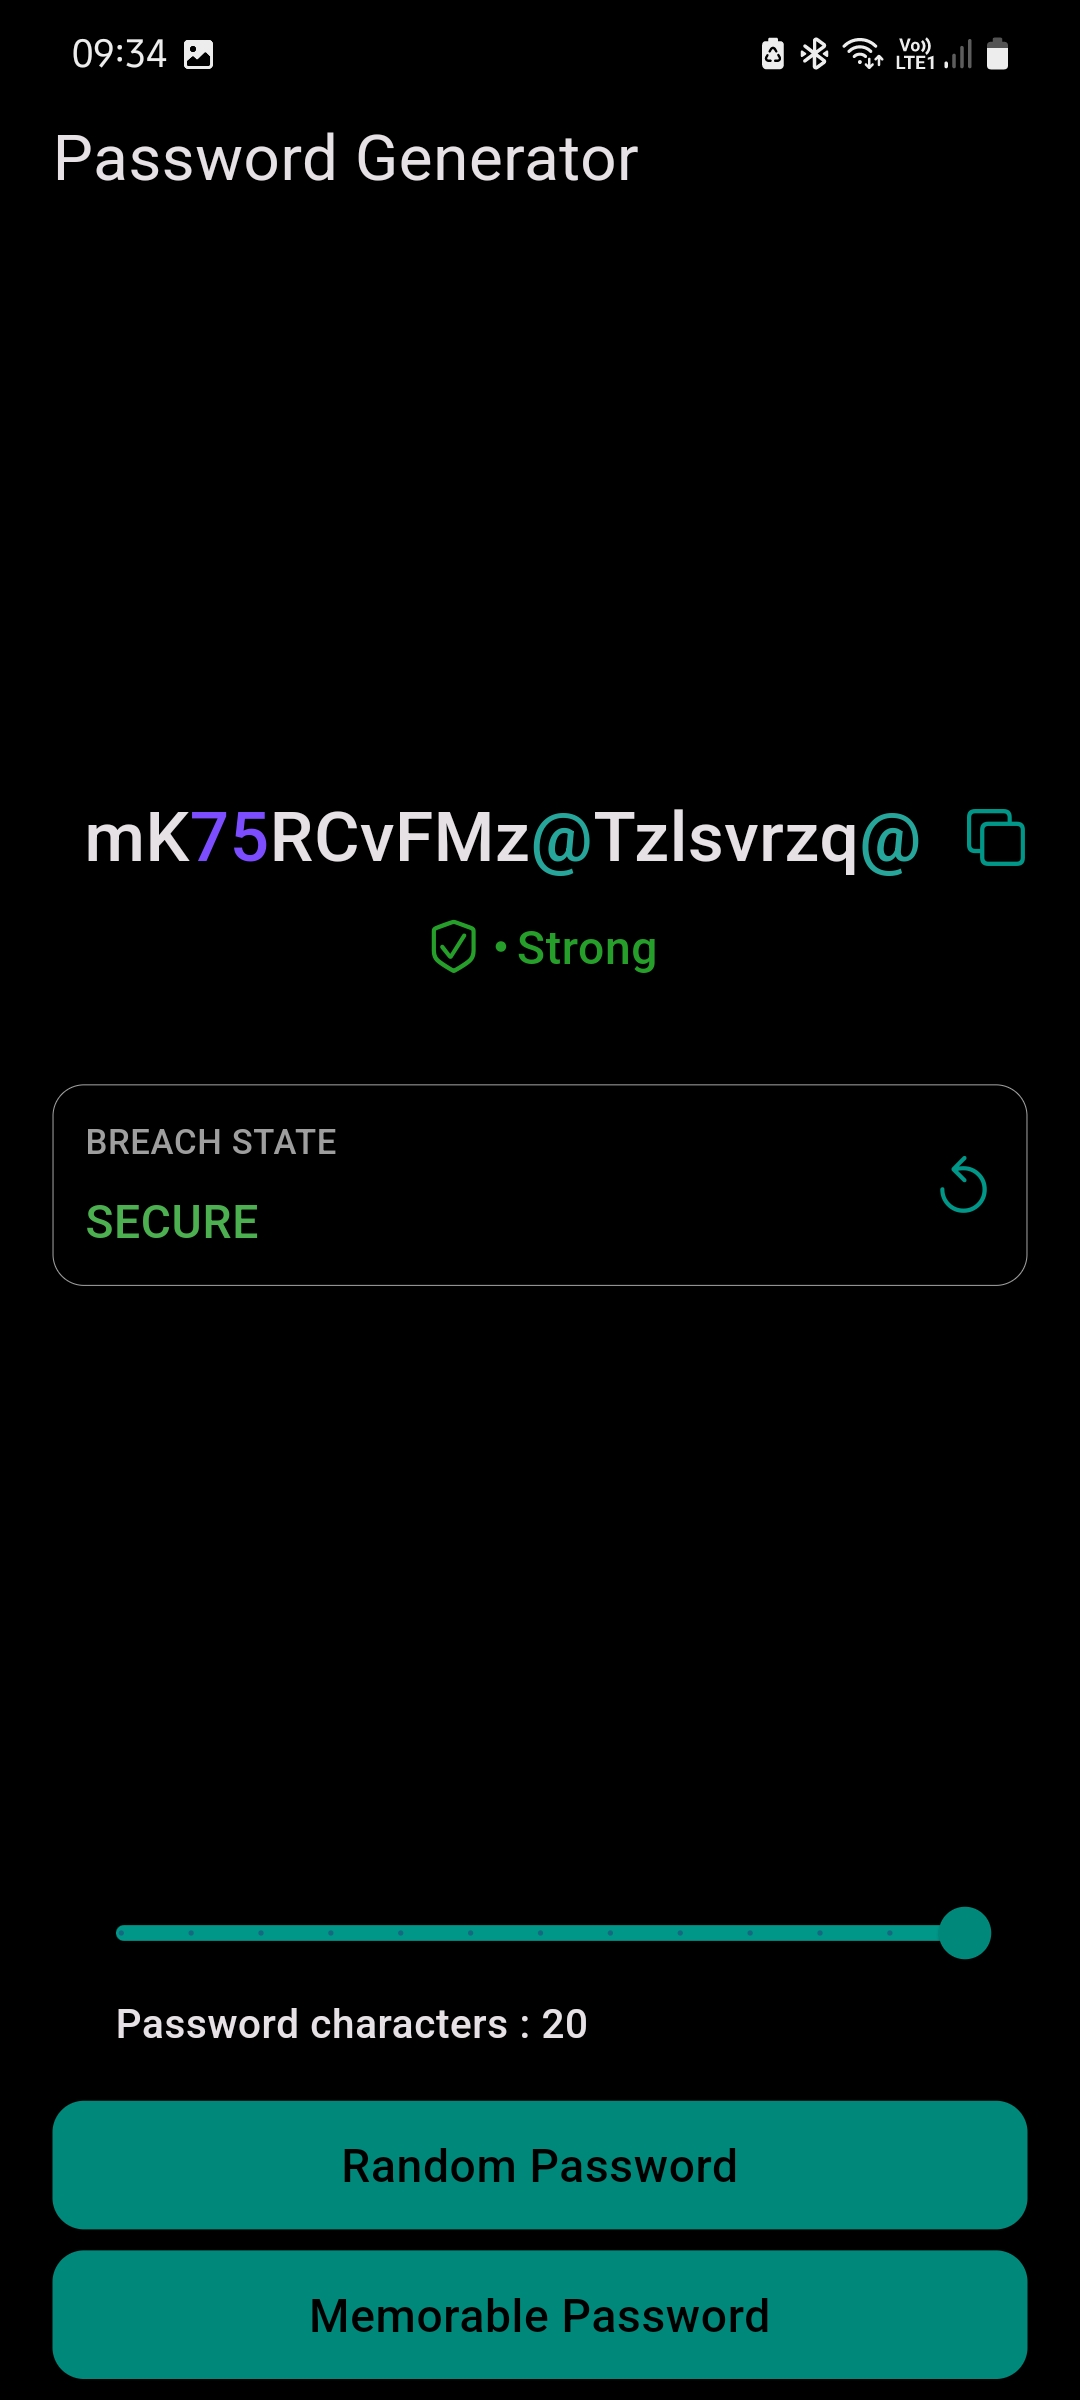 09:34 Vo)) LTE1
Password Generator
mK75RCvFMz@Tzlsvrzq@
• Strong
BREACH STATE
SECURE
Password characters : 20
Random Password
Memorable Password